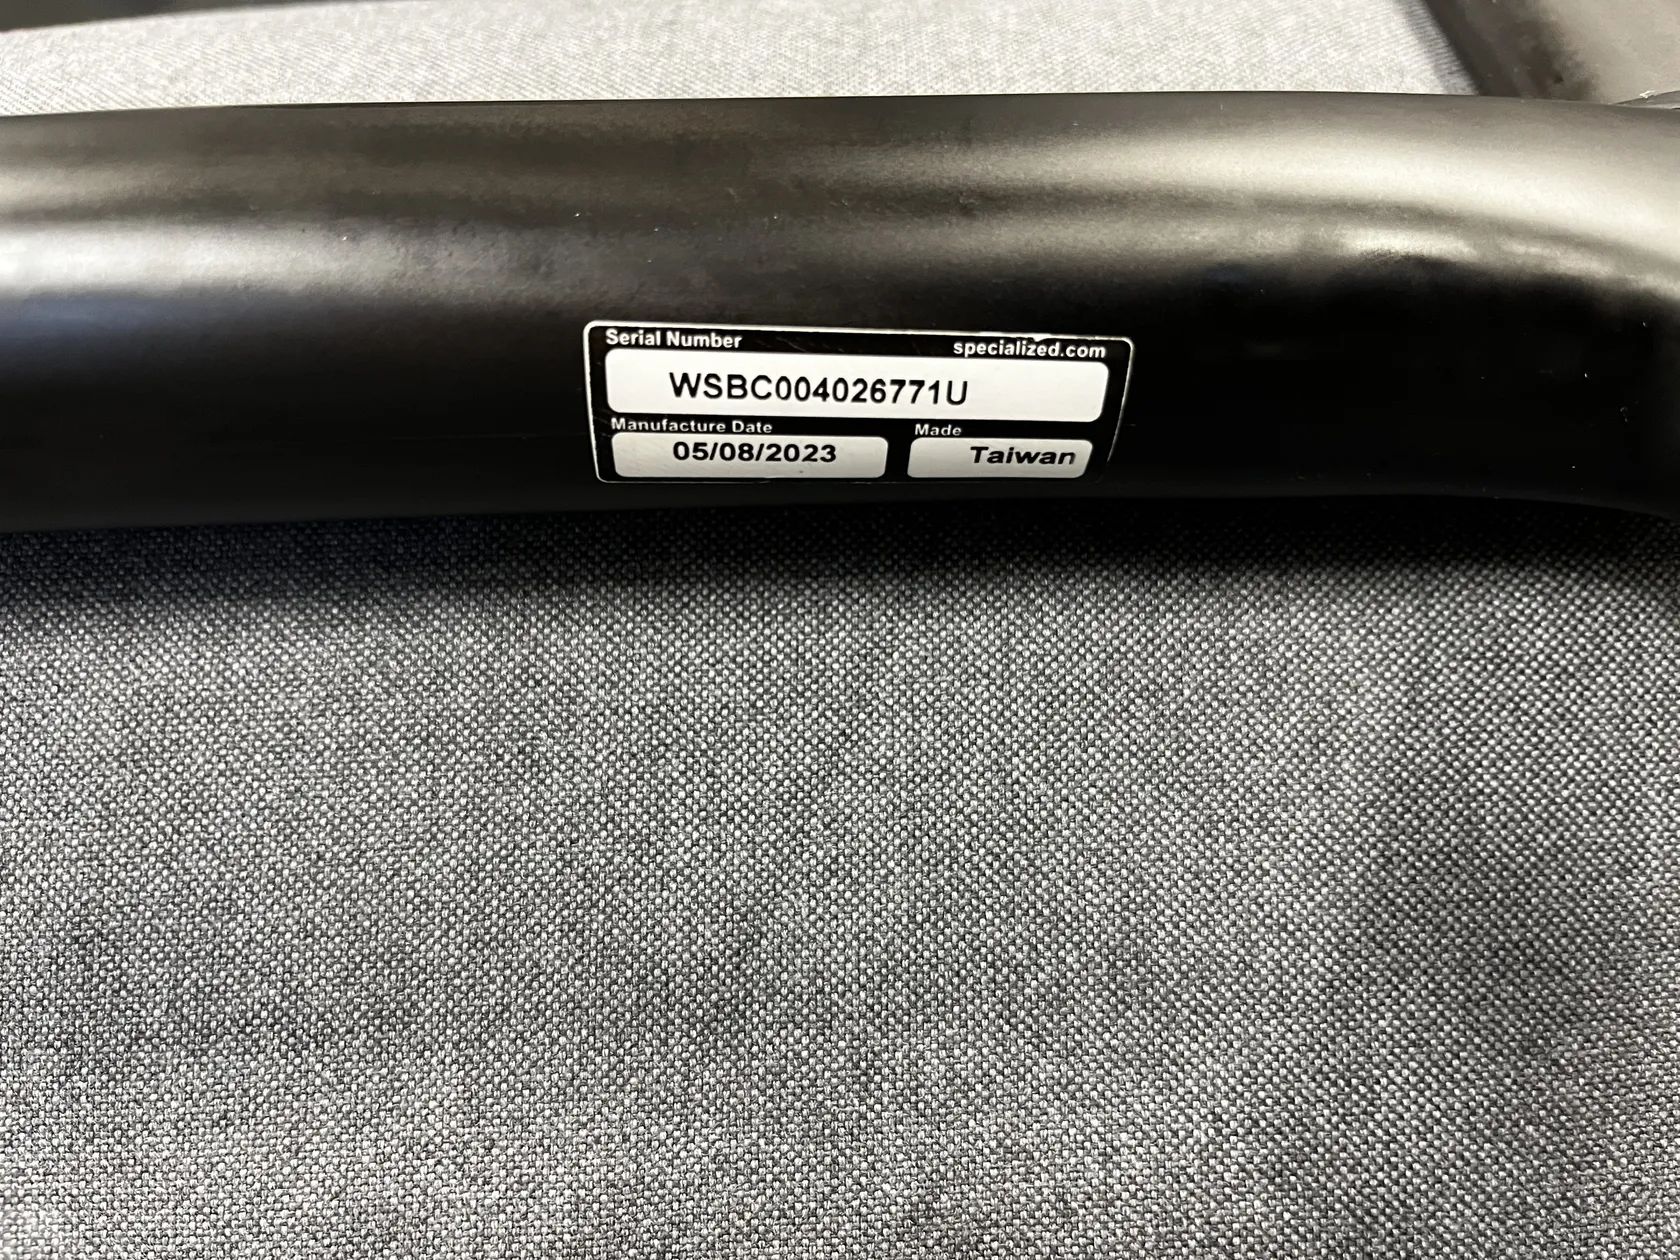 Serial Number
specialized.com
WSBC004026771U
Manufacture Date
Made
05/08/2023
Taiwan